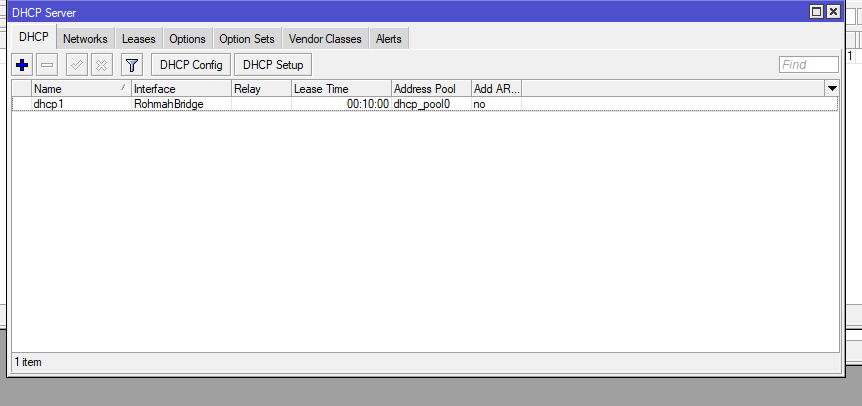 DHCP Server
DHCP Networks Leases Options Option Sets Vendor Classes Alerts
DHCP Config DHCP Setup Find
Name / Interface Relay Lease Time Address Pool Add AR...
dhcp1 RohmahBridge 00:10:00 dhcp_pool0 no
1 item
1